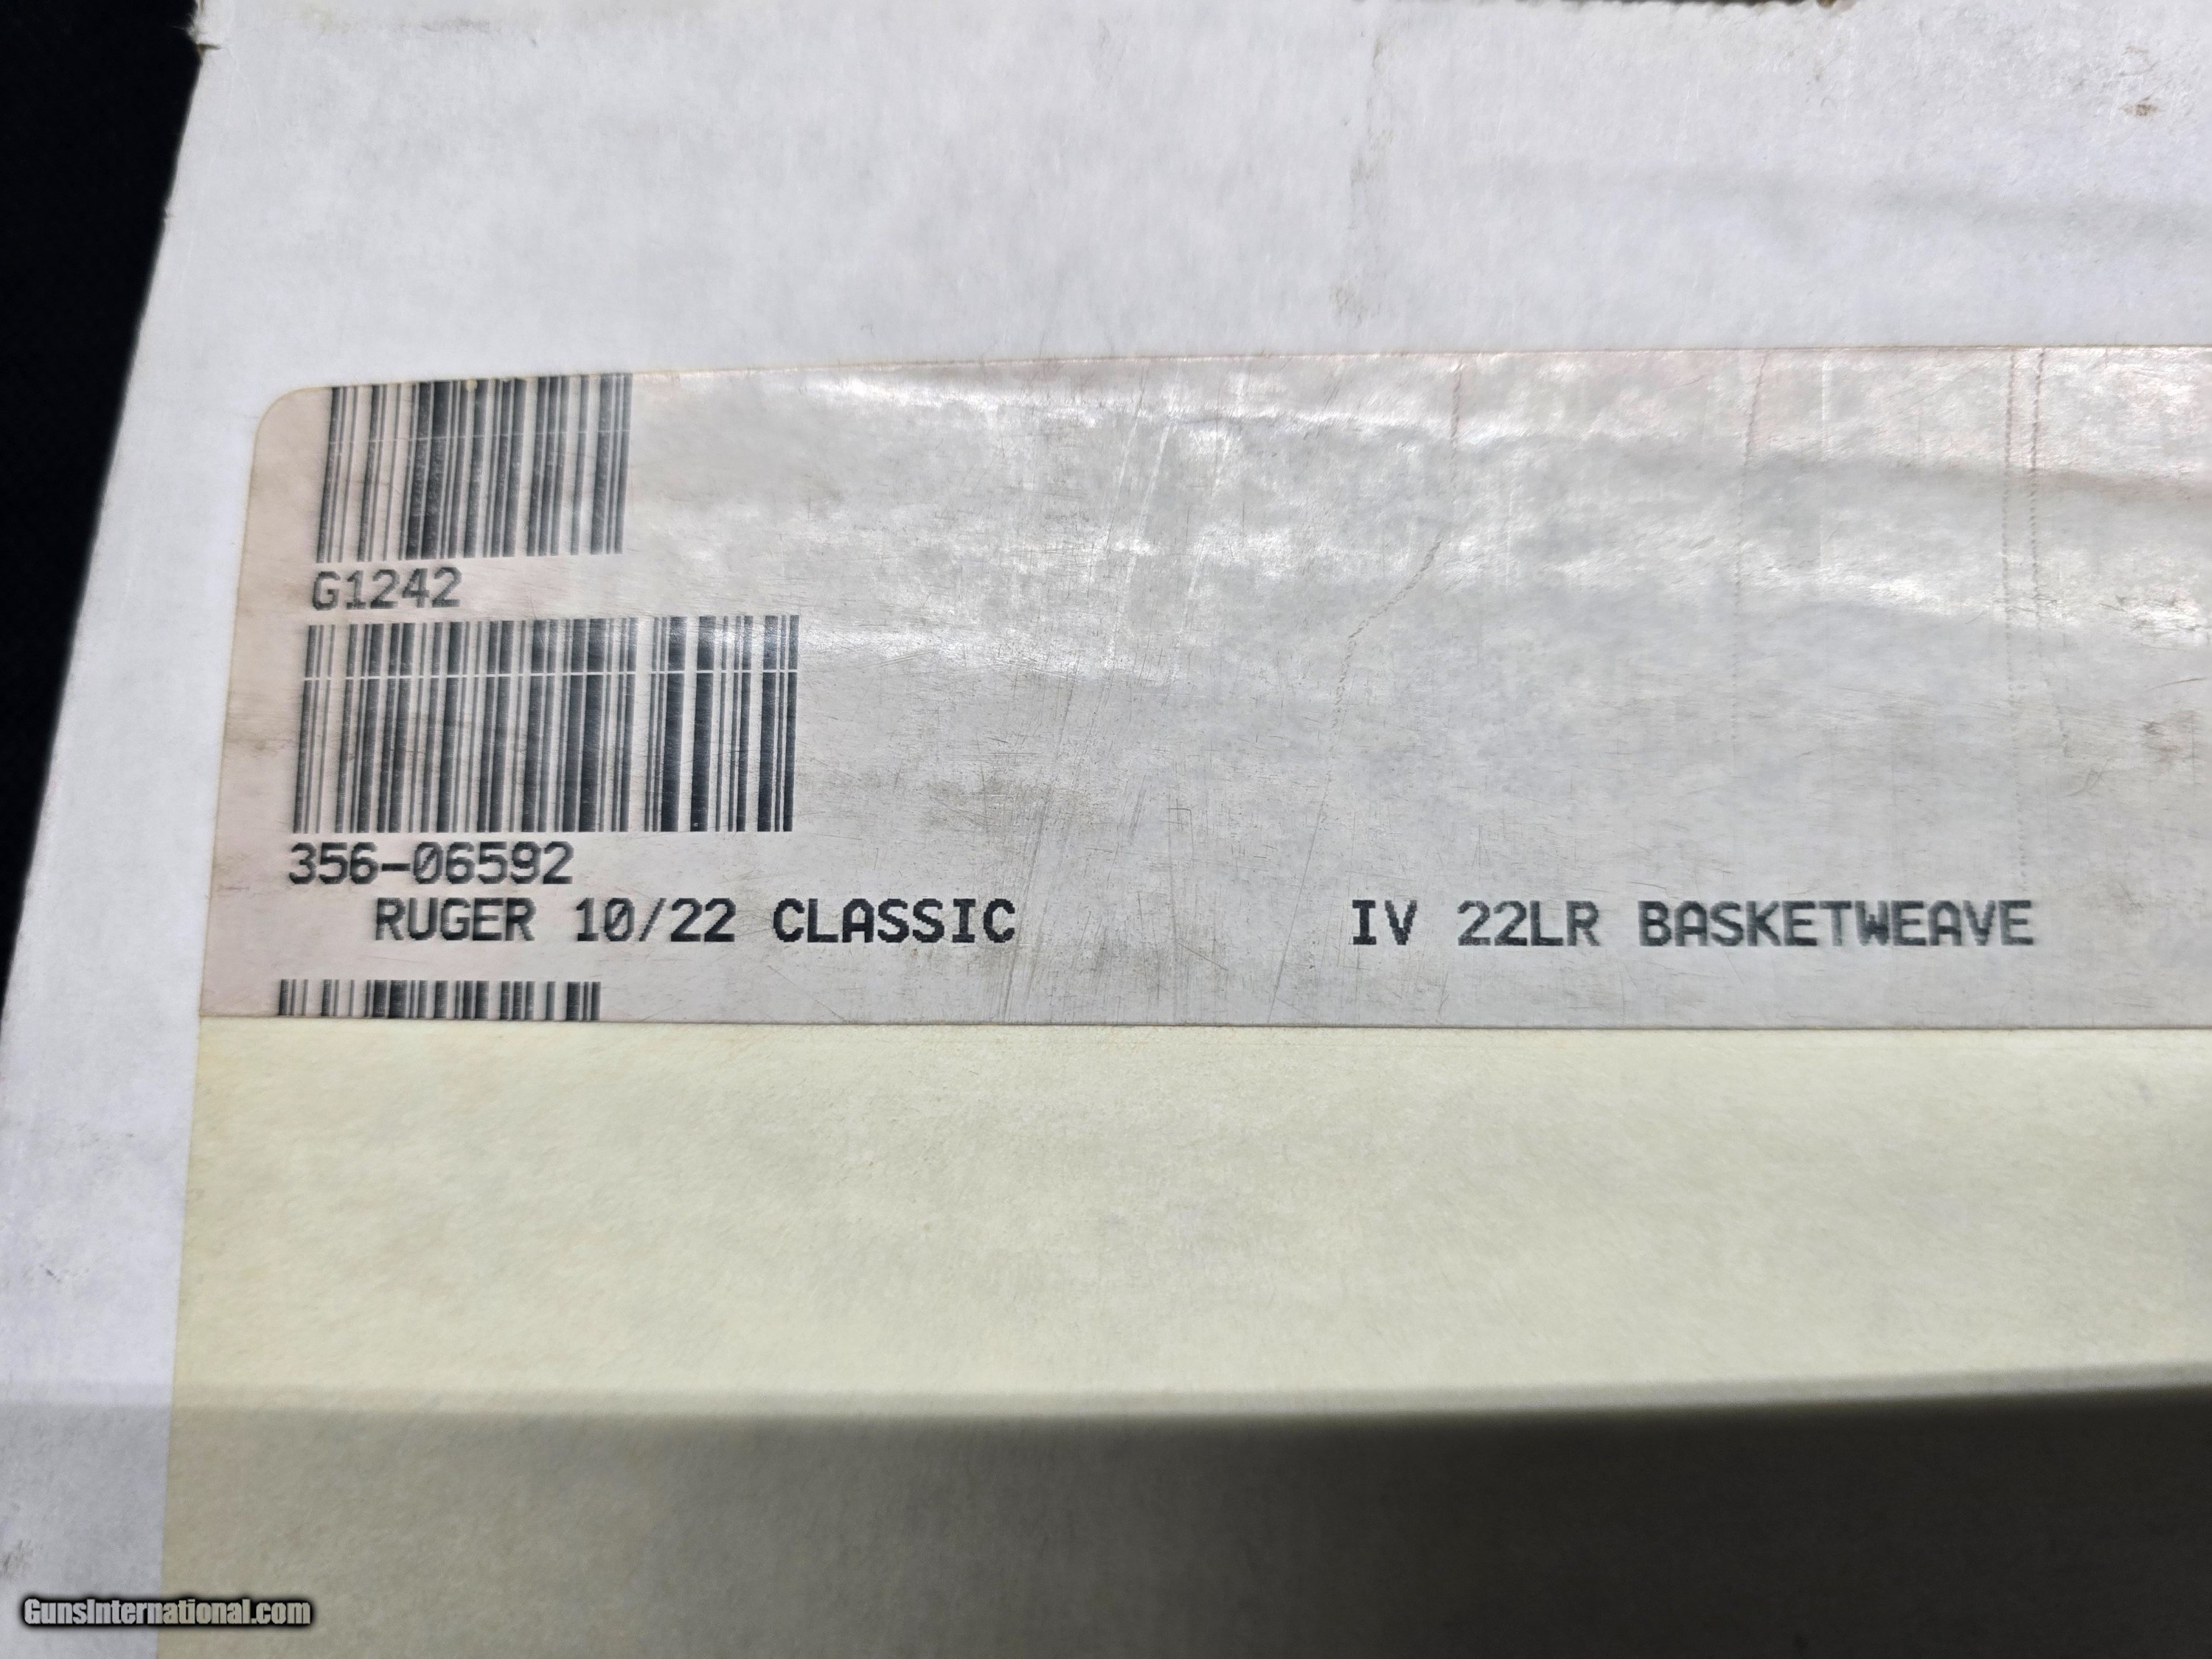 G1242
356-06592
RUGER 10/22 CLASSIC IV 22LR BASKETWEAVE
GunsInternational.com